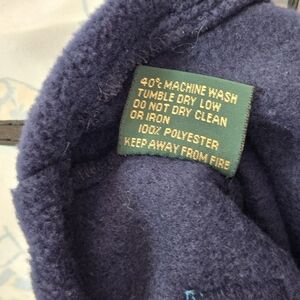 40°c MACHINE WASH
TUMBLE DRY LOW
DO NOT DRY CLEAN
OR IRON
100% POLYESTER
KEEP AWAY FROM FIRE